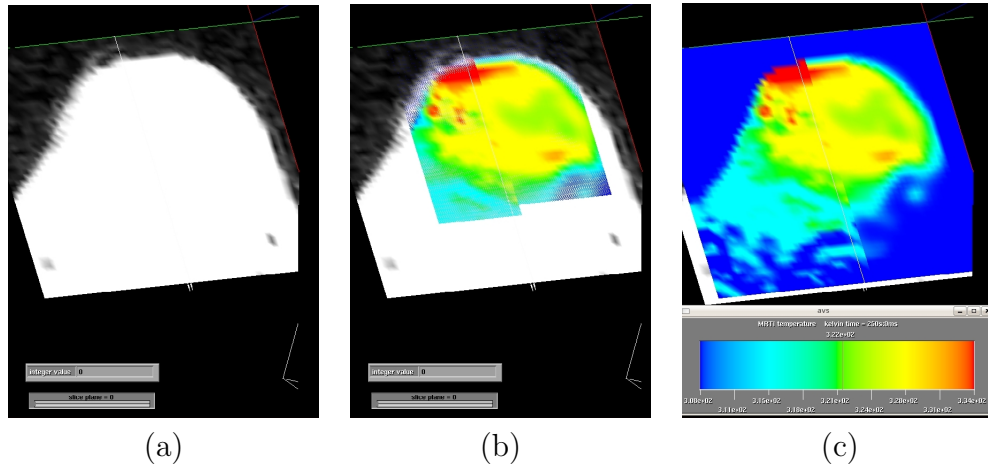 integer value 0
slice plane = 0
integer value 0
slice plane = 0
avs
MRTI temperature kelvin time = 250s:0ms
3.22e+02
3.08e+02 3.15e+02 3.21e+02 3.28e+02 3.34e+02
3.11e+02 3.18e+02 3.24e+02 3.31e+02
(a) (b) (c)